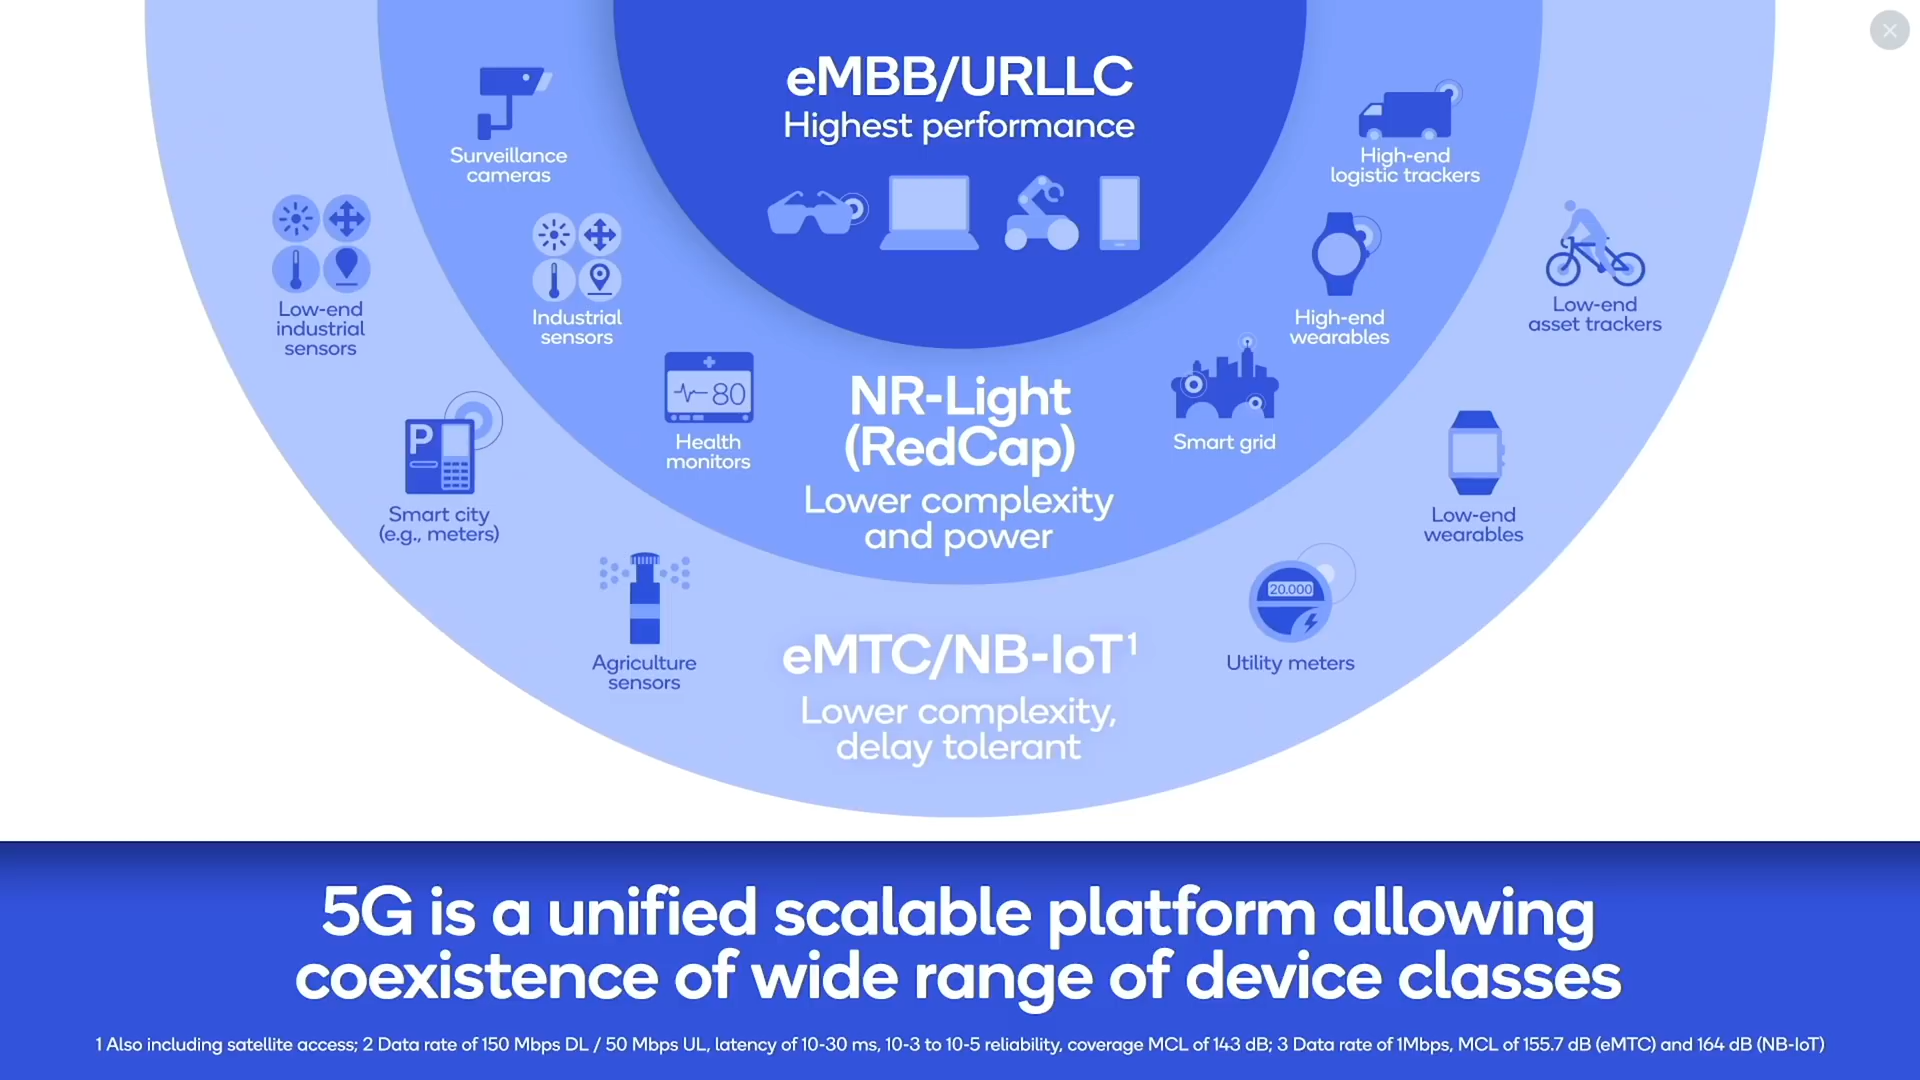 eMBB/URLLC
Highest performance
Surveillance
cameras
High-end
logistic trackers
Low-end
industrial
sensors
Industrial
sensors
High-end
wearables
Low-end
asset trackers
80
Health
monitors
NR-Light
(RedCap)
Lower complexity
and power
Smart grid
P
Smart city
(e.g., meters)
Low-end
wearables
Agriculture
sensors
eMTC/NB-IoT¹
Lower complexity,
delay tolerant
20.000
Utility meters
5G is a unified scalable platform allowing
coexistence of wide range of device classes
1 Also including satellite access; 2 Data rate of 150 Mbps DL / 50 Mbps UL, latency of 10-30 ms, 10-3 to 10-5 reliability, coverage MCL of 143 dB; 3 Data rate of 1Mbps, MCL of 155.7 dB (eMTC) and 164 dB (NB-IoT)